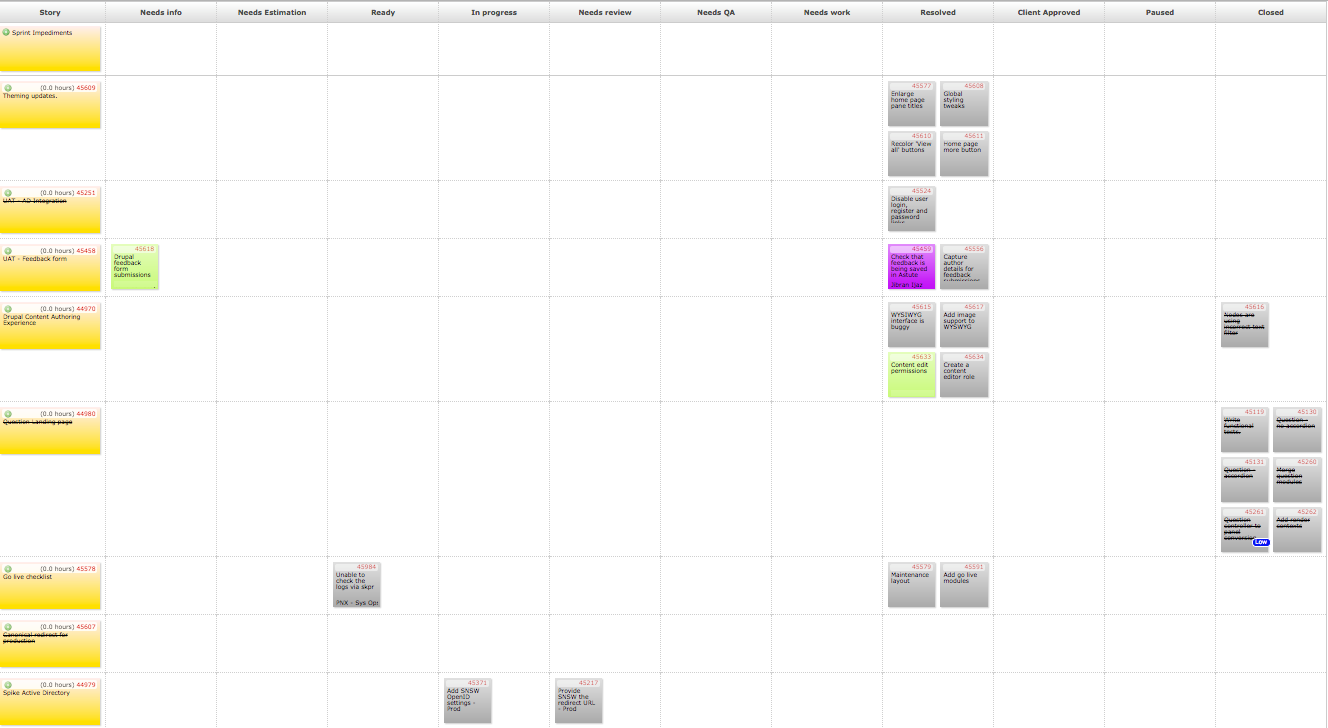 Story Needs info Needs Estimation Ready In progress Needs review Needs QA Needs work Resolved Client Approved Paused Closed
Sprint Impediments
(0.0 hours) 45609
Theming updates.
45577
Enlarge
home page
pane titles
45608
Global
styling
tweaks
45610
Recolor 'View
all' buttons
45611
Home page
more button
(0.0 hours) 45251
UAT - AD Integration
45524
Disable user
login,
register and
password
links
(0.0 hours) 45458
UAT - Feedback form
45618
Drupal
feedback
form
submissions
45459
Check that
feedback is
being saved
in Astute
Jibran Ijaz
45556
Capture
author
details for
feedback
submissions
(0.0 hours) 44970
Drupal Content Authoring
Experience
45615
WYSIWYG
interface is
buggy
45617
Add image
support to
WYSWYG
45633
Content edit
permissions
45634
Create a
content
editor role
45616
Nodes are
using
incorrect text
filter
(0.0 hours) 44980
Question Landing page
45119
Write
functional
tests.
45130
Question -
no accordion
45131
Question -
accordion
45260
Merge
question
modules
45261
Question
controller to
panel
conversion
Low
45262
Add render
contexts
(0.0 hours) 45578
Go live checklist
45984
Unable to
check the
logs via skpr
PNX - Sys Ops
45579
Maintenance
layout
45591
Add go live
modules
(0.0 hours) 45607
Canonical redirect for
production
(0.0 hours) 44979
Spike Active Directory
45371
Add SNSW
OpenID
settings -
Prod
45217
Provide
SNSW the
redirect URL
- Prod